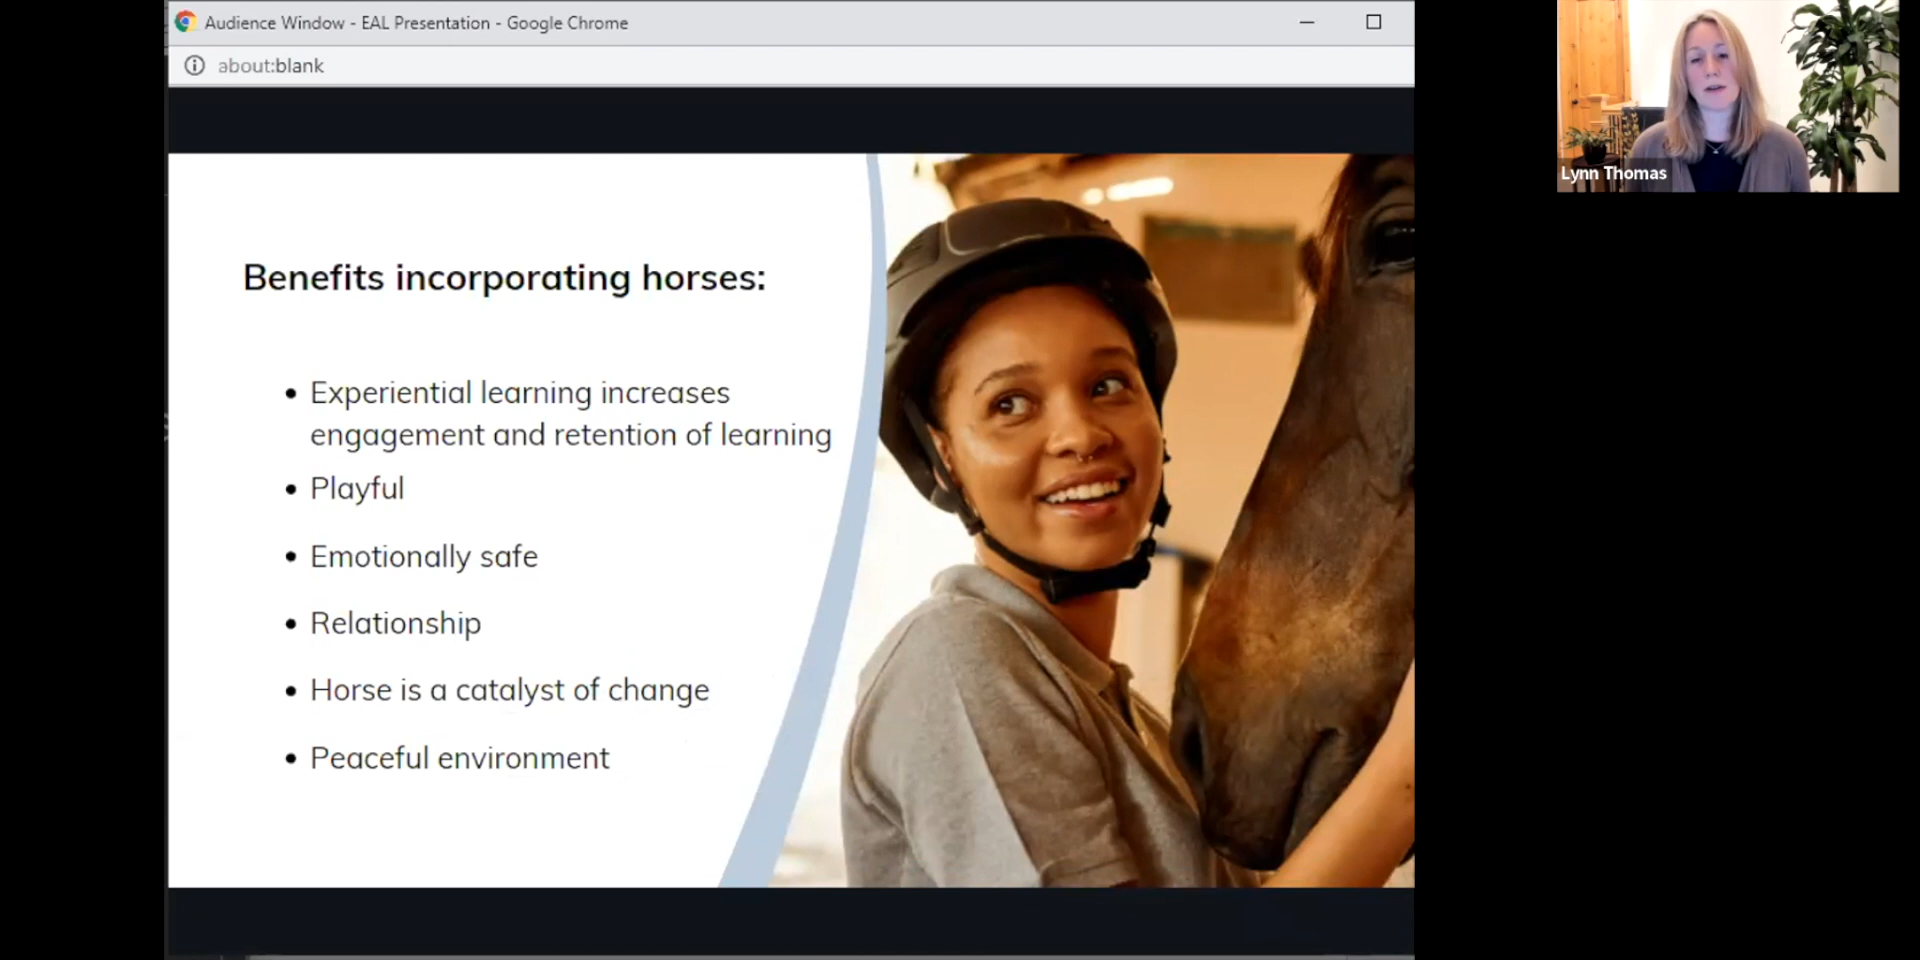 Audience Window - EAL Presentation - Google Chrome
about:blank
Lynn Thomas
Benefits incorporating horses:
• Experiential learning increases
engagement and retention of learning
• Playful
• Emotionally safe
• Relationship
• Horse is a catalyst of change
• Peaceful environment